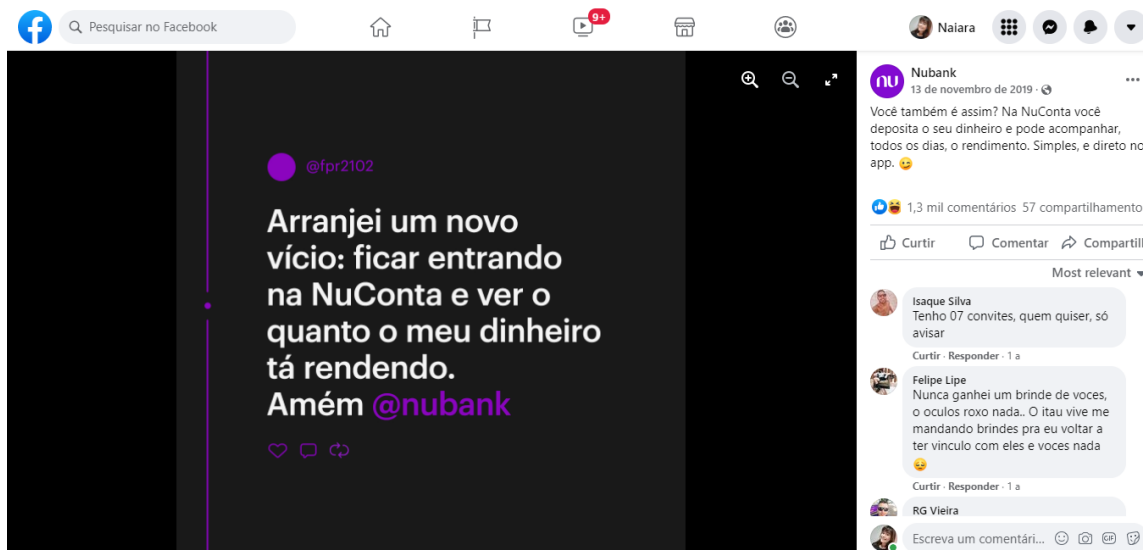 Pesquisar no Facebook
9+
Naiara
@fpr2102
Arranjei um novo
vício: ficar entrando
na NuConta e ver o
quanto o meu dinheiro
tá rendendo.
Amém @nubank
nu
Nubank
13 de novembro de 2019 ·
Você também é assim? Na NuConta você
deposita o seu dinheiro e pode acompanhar,
todos os dias, o rendimento. Simples, e direto no
app.
1,3 mil comentários 57 compartilhamento
Curtir Comentar Compartil
Most relevant
Isaque Silva
Tenho 07 convites, quem quiser, só
avisar
Curtir · Responder · 1 a
Felipe Lipe
Nunca ganhei um brinde de voces,
o oculos roxo nada.. O itau vive me
mandando brindes pra eu voltar a
ter vinculo com eles e voces nada
Curtir · Responder · 1 a
RG Vieira
Escreva um comentári... GIF